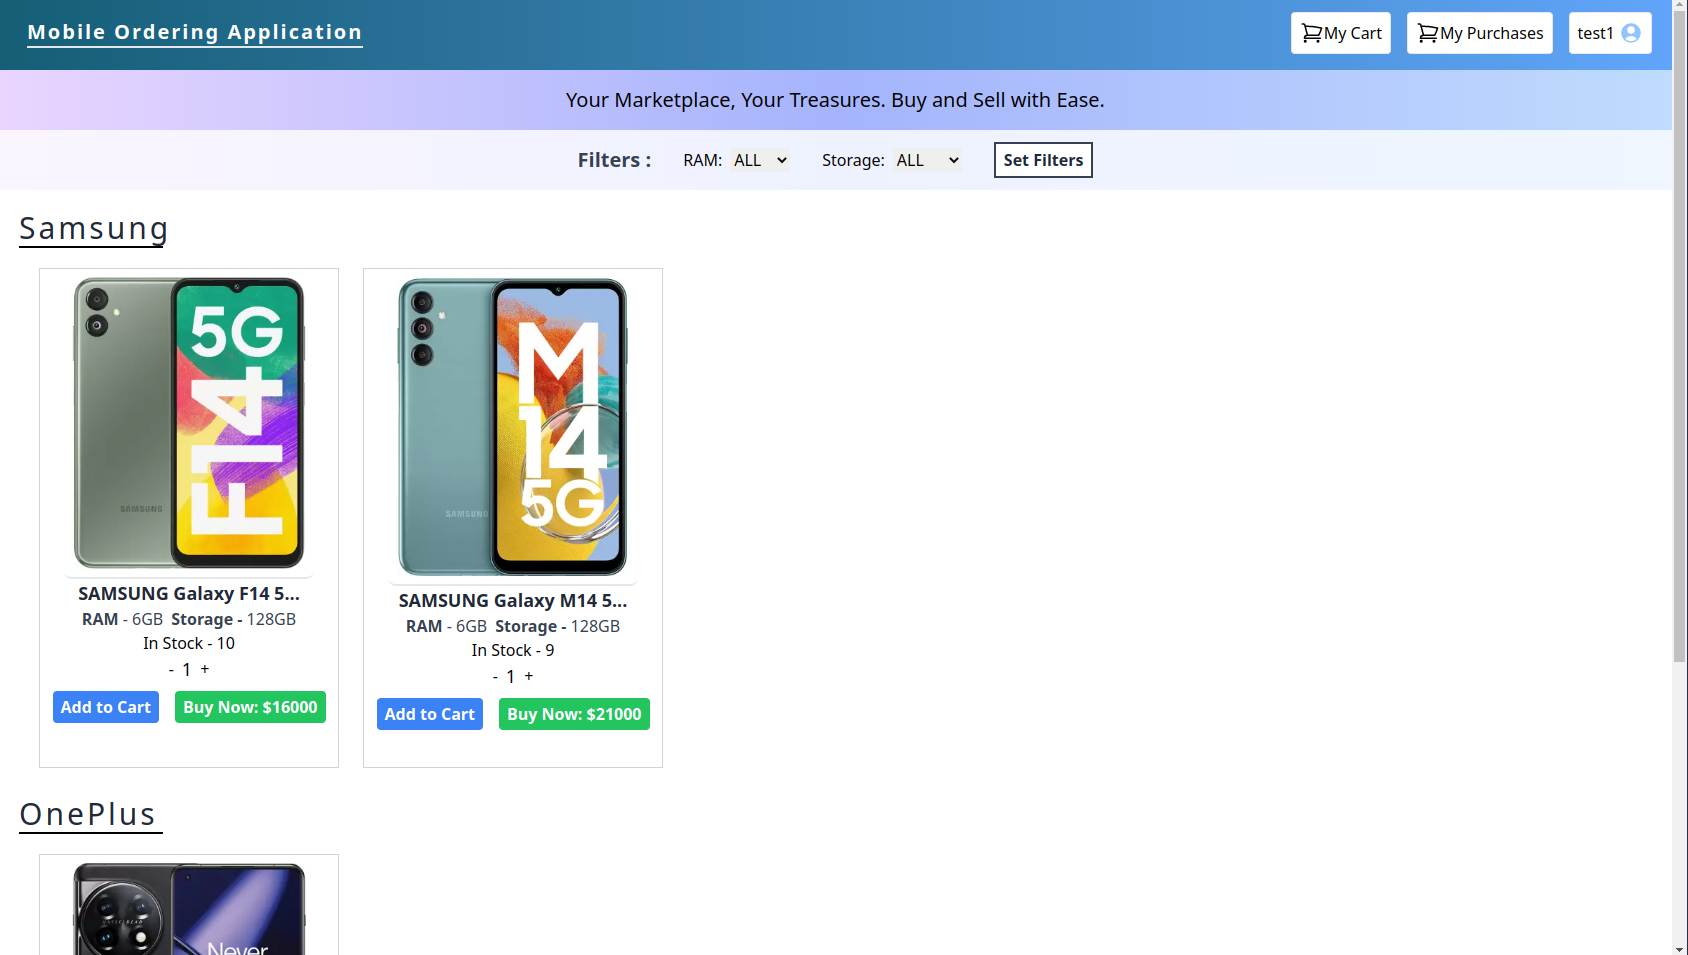 Mobile Ordering Application
My Cart
My Purchases
test1
Your Marketplace, Your Treasures. Buy and Sell with Ease.
Filters : RAM: ALL Storage: ALL Set Filters
Samsung
5G
F14
SAMSUNG
SAMSUNG Galaxy F14 5...
RAM - 6GB Storage - 128GB
In Stock - 10
- 1 +
Add to Cart Buy Now: $16000
M
14
5G
SAMSUNG
SAMSUNG Galaxy M14 5...
RAM - 6GB Storage - 128GB
In Stock - 9
- 1 +
Add to Cart Buy Now: $21000
OnePlus
HASSELBLAD
Never